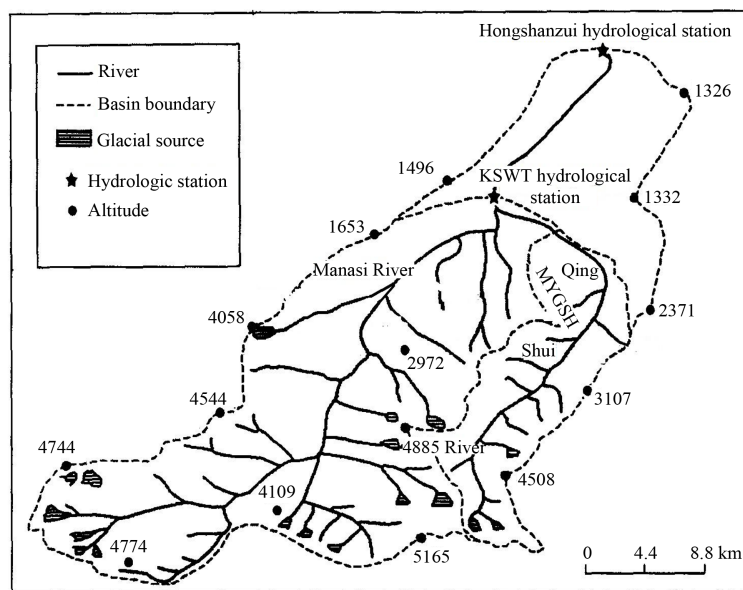 Hongshanzui hydrological station
River
Basin boundary
Glacial source
Hydrologic station
Altitude
1326
1496
KSWT hydrological
station
1332
1653
Manasi River
Qing
MYGSH
4058
2371
Shui
2972
3107
4544
4885 River
4744
4508
4109
5165
4774
0 4.4 8.8 km